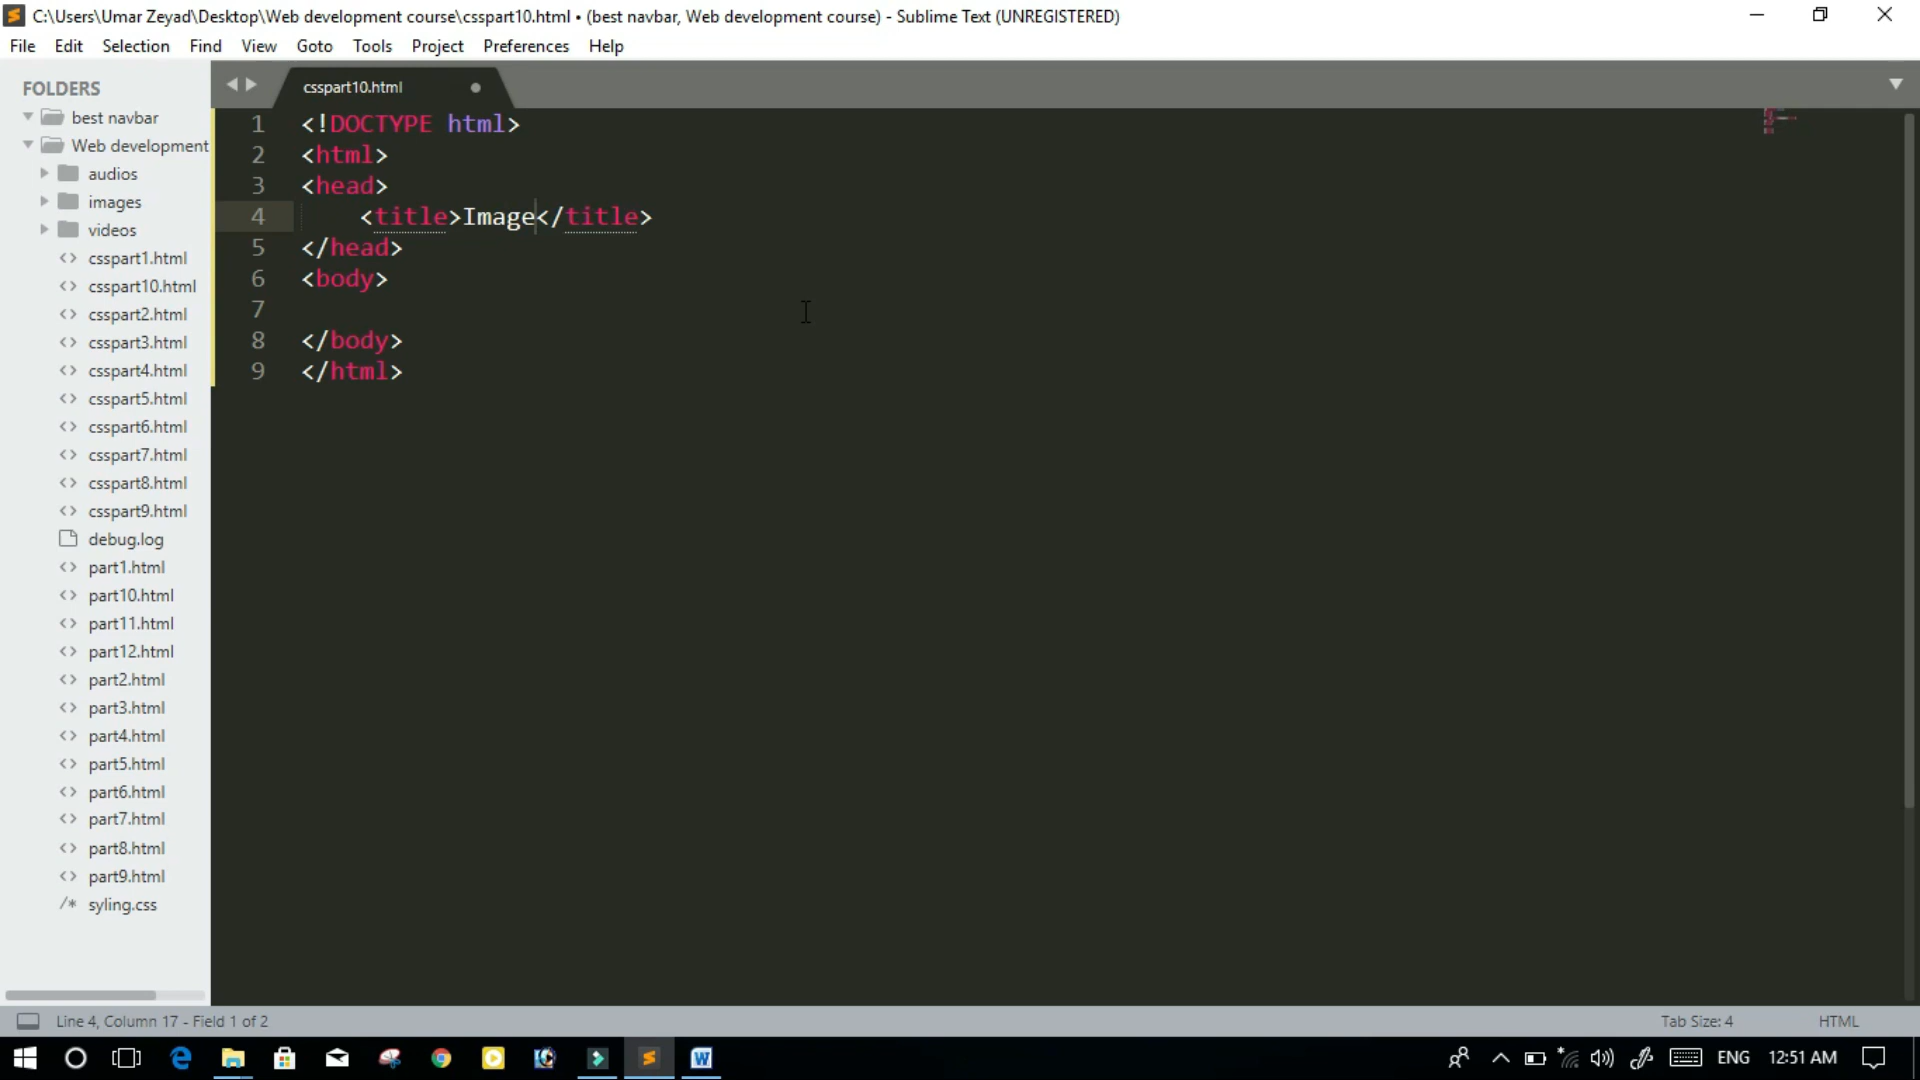 C:\Users\Umar Zeyad\Desktop\Web development course\csspart10.html • (best navbar, Web development course) - Sublime Text (UNREGISTERED)
File Edit Selection Find View Goto Tools Project Preferences Help
FOLDERS
best navbar
Web development
audios
images
videos
csspart1.html
csspart10.html
csspart2.html
csspart3.html
csspart4.html
csspart5.html
csspart6.html
csspart7.html
csspart8.html
csspart9.html
debug.log
part1.html
part10.html
part11.html
part12.html
part2.html
part3.html
part4.html
part5.html
part6.html
part7.html
part8.html
part9.html
/* syling.css
csspart10.html
1 <!DOCTYPE html>
2 <html>
3 <head>
4 <title>Image</title>
5 </head>
6 <body>
7
8 </body>
9 </html>
Line 4, Column 17 - Field 1 of 2
Tab Size: 4
HTML
ENG
12:51 AM